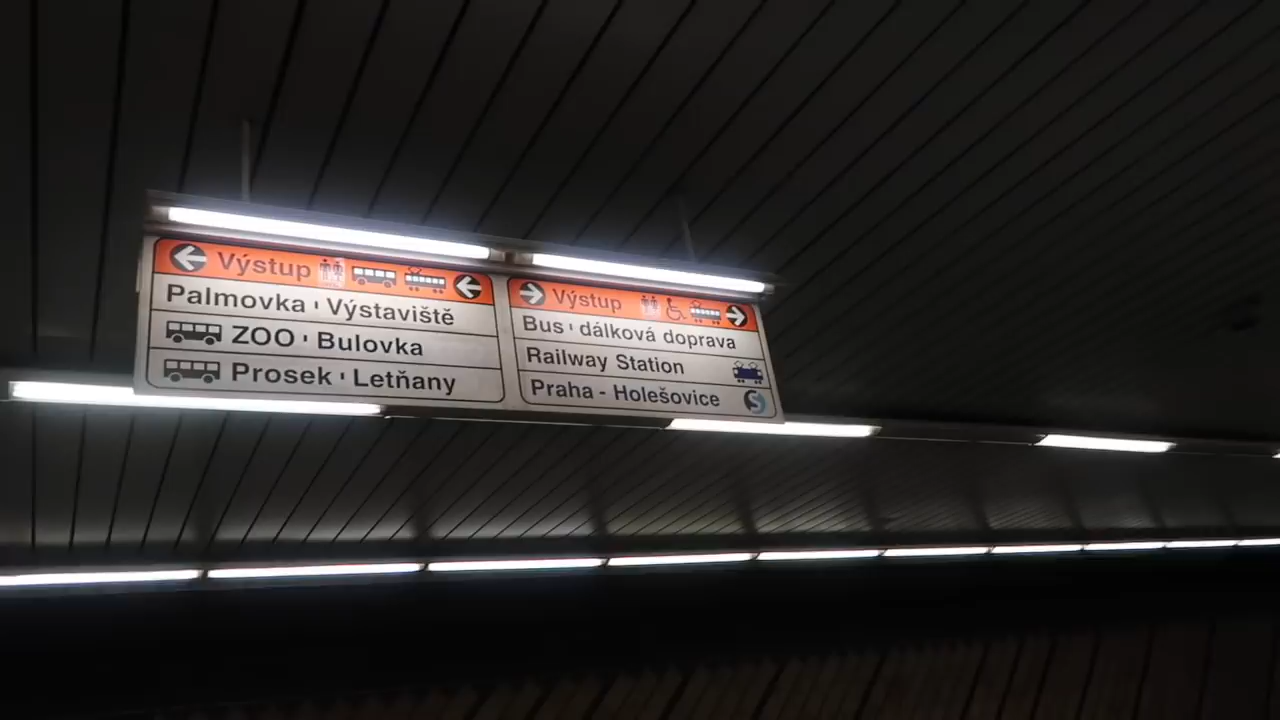 Výstup
Palmovka Výstaviště
ZOO Bulovka
Prosek Letňany
Výstup
Bus dálková doprava
Railway Station
Praha - Holešovice
S